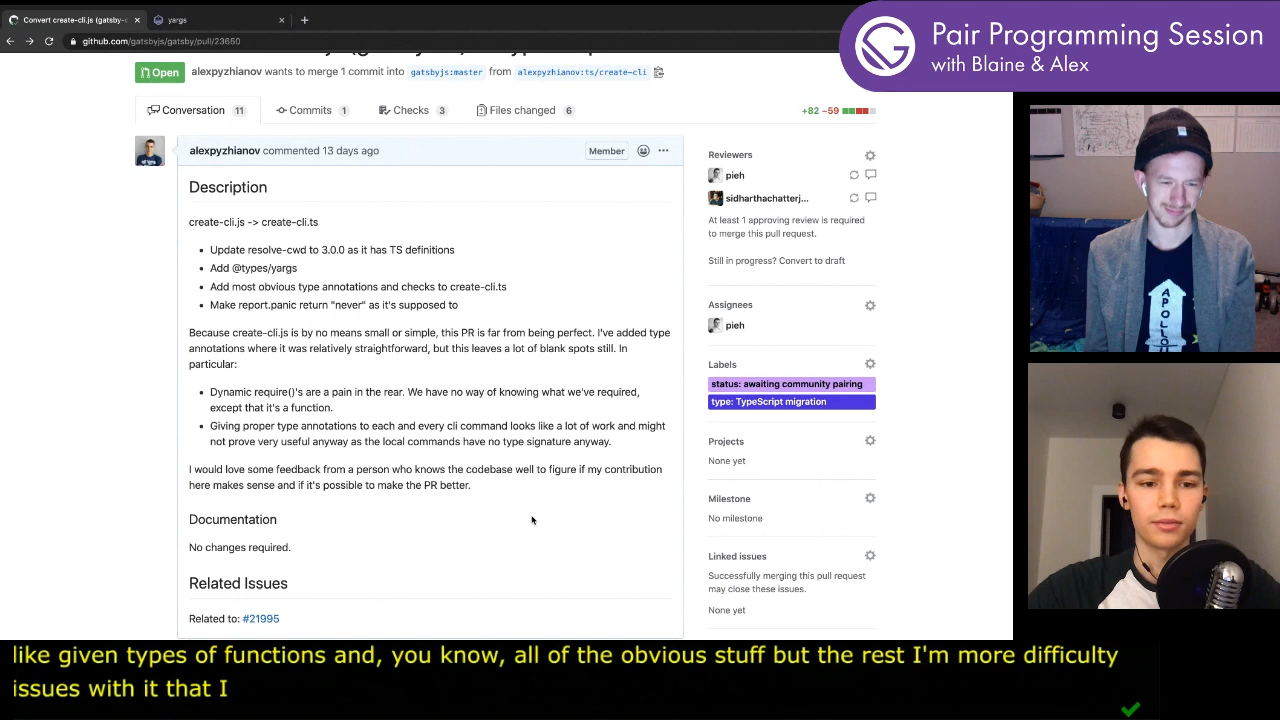 Convert create-cli.js (gatsby-c
yargs
github.com/gatsbyjs/gatsby/pull/23650
Pair Programming Session
with Blaine & Alex
Open
alexpyzhianov wants to merge 1 commit into gatsbyjs:master from alexpyzhianov:ts/create-cli
Conversation 11
Commits 1
Checks 3
Files changed 6
+82 −59
alexpyzhianov commented 13 days ago
Member
Description
create-cli.js -> create-cli.ts
Update resolve-cwd to 3.0.0 as it has TS definitions
Add @types/yargs
Add most obvious type annotations and checks to create-cli.ts
Make report.panic return "never" as it's supposed to
Because create-cli.js is by no means small or simple, this PR is far from being perfect. I've added type
annotations where it was relatively straightforward, but this leaves a lot of blank spots still. In
particular:
Dynamic require()'s are a pain in the rear. We have no way of knowing what we've required,
except that it's a function.
Giving proper type annotations to each and every cli command looks like a lot of work and might
not prove very useful anyway as the local commands have no type signature anyway.
I would love some feedback from a person who knows the codebase well to figure if my contribution
here makes sense and if it's possible to make the PR better.
Documentation
No changes required.
Related Issues
Related to: #21995
Reviewers
pieh
sidharthachatterj...
At least 1 approving review is required
to merge this pull request.
Still in progress? Convert to draft
Assignees
pieh
Labels
status: awaiting community pairing
type: TypeScript migration
Projects
None yet
Milestone
No milestone
Linked issues
Successfully merging this pull request
may close these issues.
None yet
APOLLO
like given types of functions and, you know, all of the obvious stuff but the rest I'm more difficulty
issues with it that I